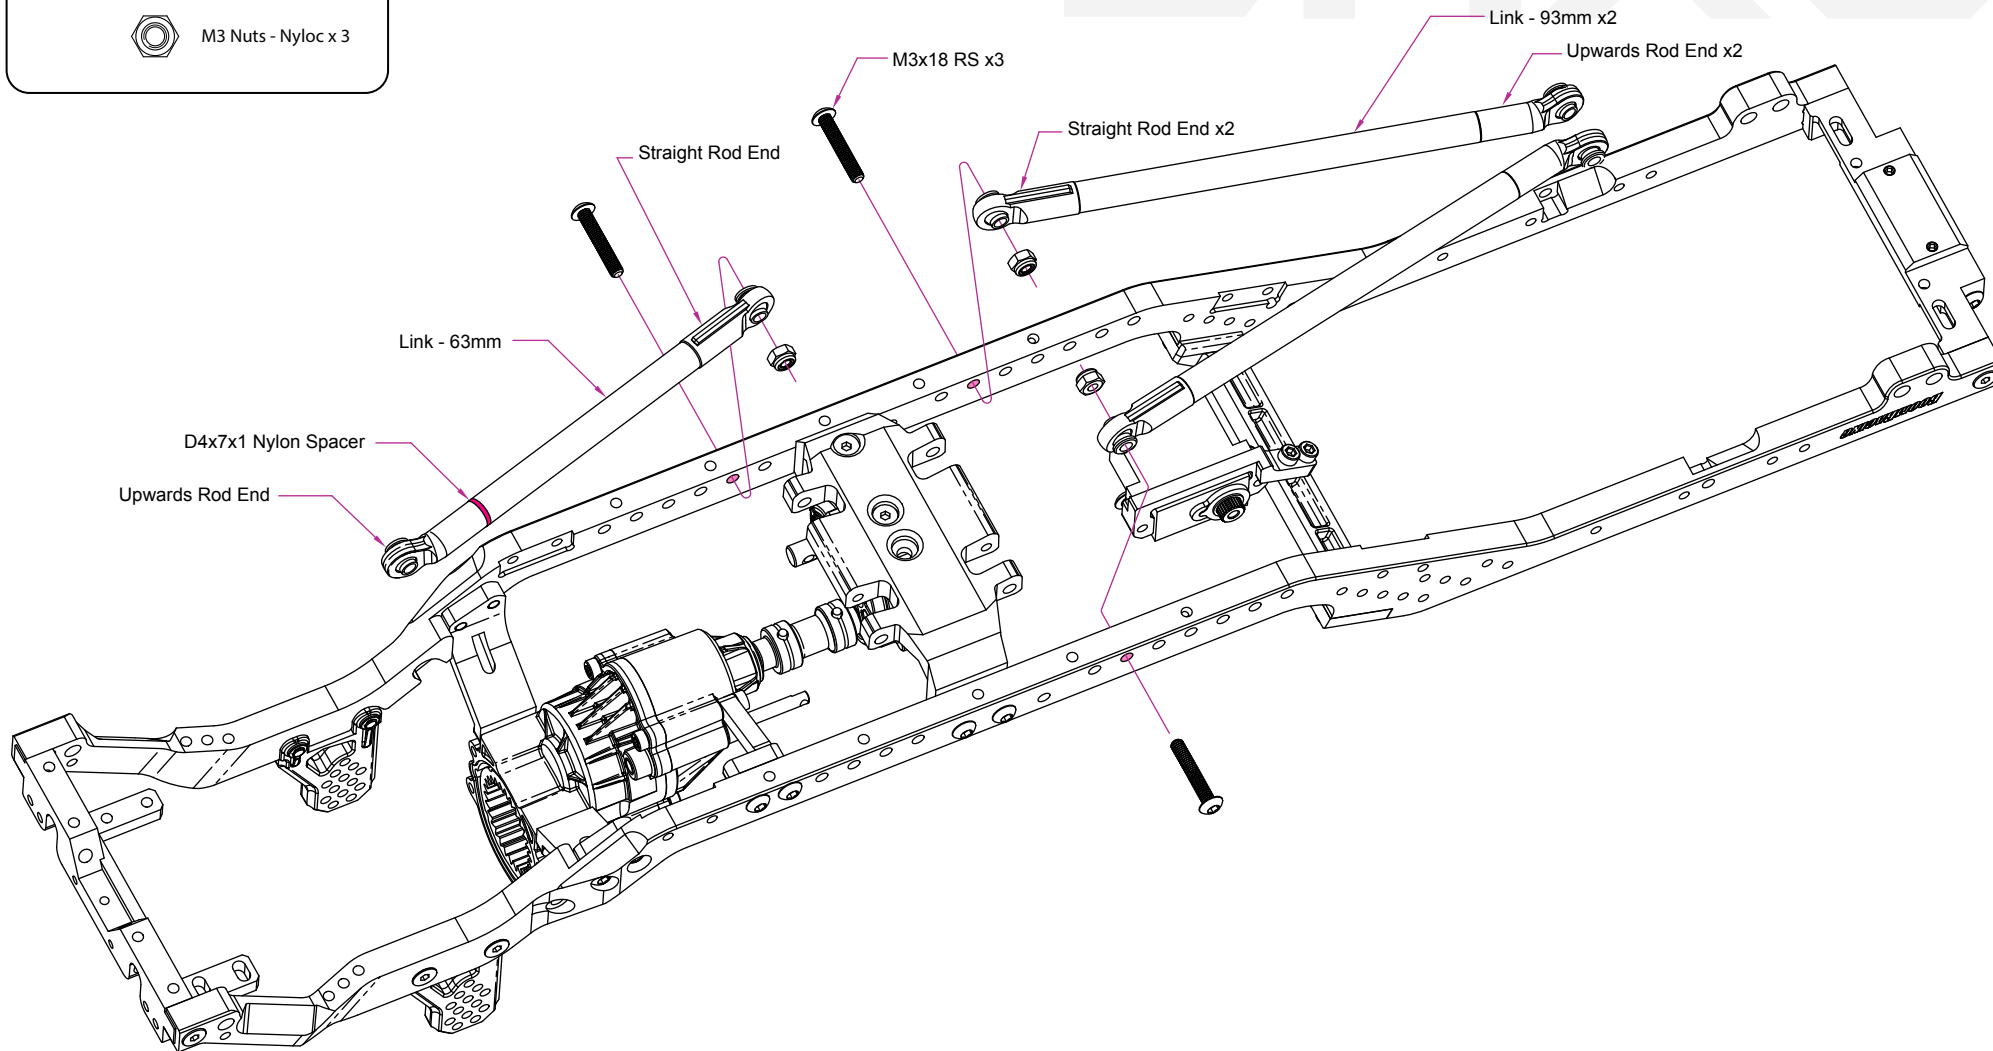 M3 Nuts - Nyloc x 3
Link - 93mm x2
Upwards Rod End x2
M3x18 RS x3
Straight Rod End x2
Straight Rod End
Link - 63mm
D4x7x1 Nylon Spacer
Upwards Rod End